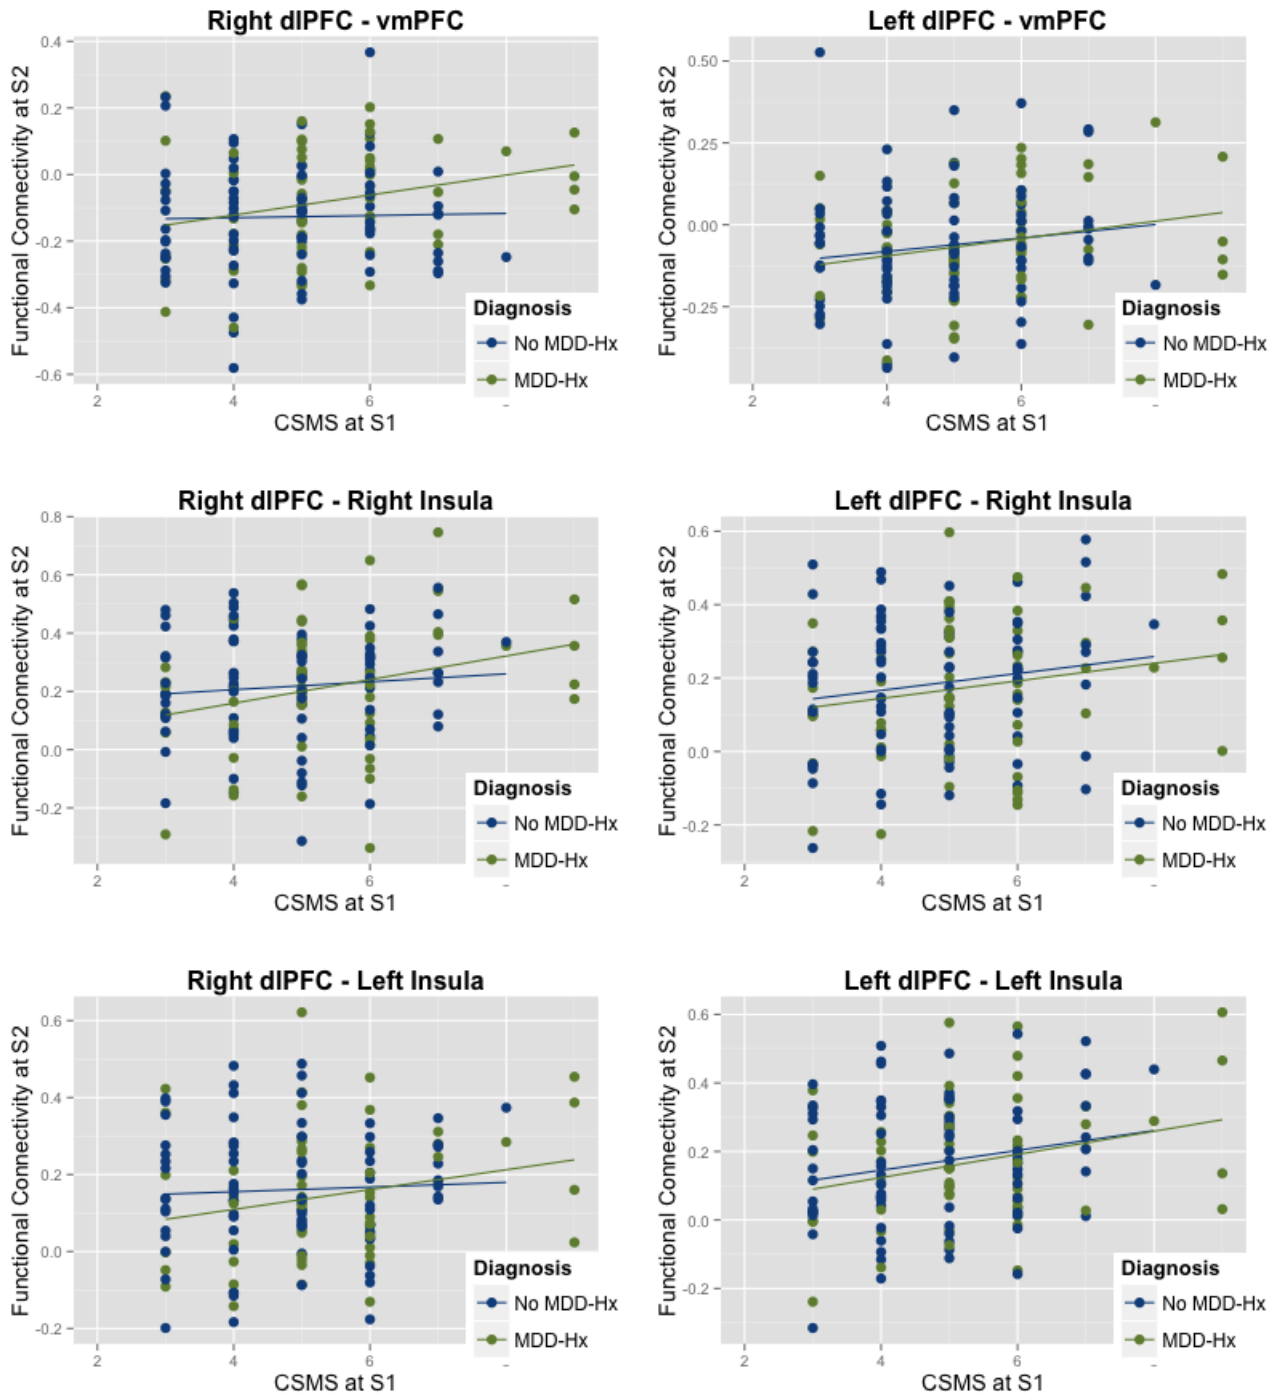 Right dlPFC - vmPFC
Functional Connectivity at S2
0.4
0.2
0.0
-0.2
-0.4
-0.6
2
4
6
CSMS at S1
Diagnosis
No MDD-Hx
MDD-Hx
Left dlPFC - vmPFC
Functional Connectivity at S2
0.50
0.25
0.00
-0.25
2
4
6
CSMS at S1
Diagnosis
No MDD-Hx
MDD-Hx
Right dlPFC - Right Insula
Functional Connectivity at S2
0.8
0.6
0.4
0.2
0.0
-0.2
2
4
6
CSMS at S1
Diagnosis
No MDD-Hx
MDD-Hx
Left dlPFC - Right Insula
Functional Connectivity at S2
0.6
0.4
0.2
0.0
-0.2
2
4
6
CSMS at S1
Diagnosis
No MDD-Hx
MDD-Hx
Right dlPFC - Left Insula
Functional Connectivity at S2
0.6
0.4
0.2
0.0
-0.2
2
4
6
CSMS at S1
Diagnosis
No MDD-Hx
MDD-Hx
Left dlPFC - Left Insula
Functional Connectivity at S2
0.6
0.4
0.2
0.0
-0.2
2
4
6
CSMS at S1
Diagnosis
No MDD-Hx
MDD-Hx